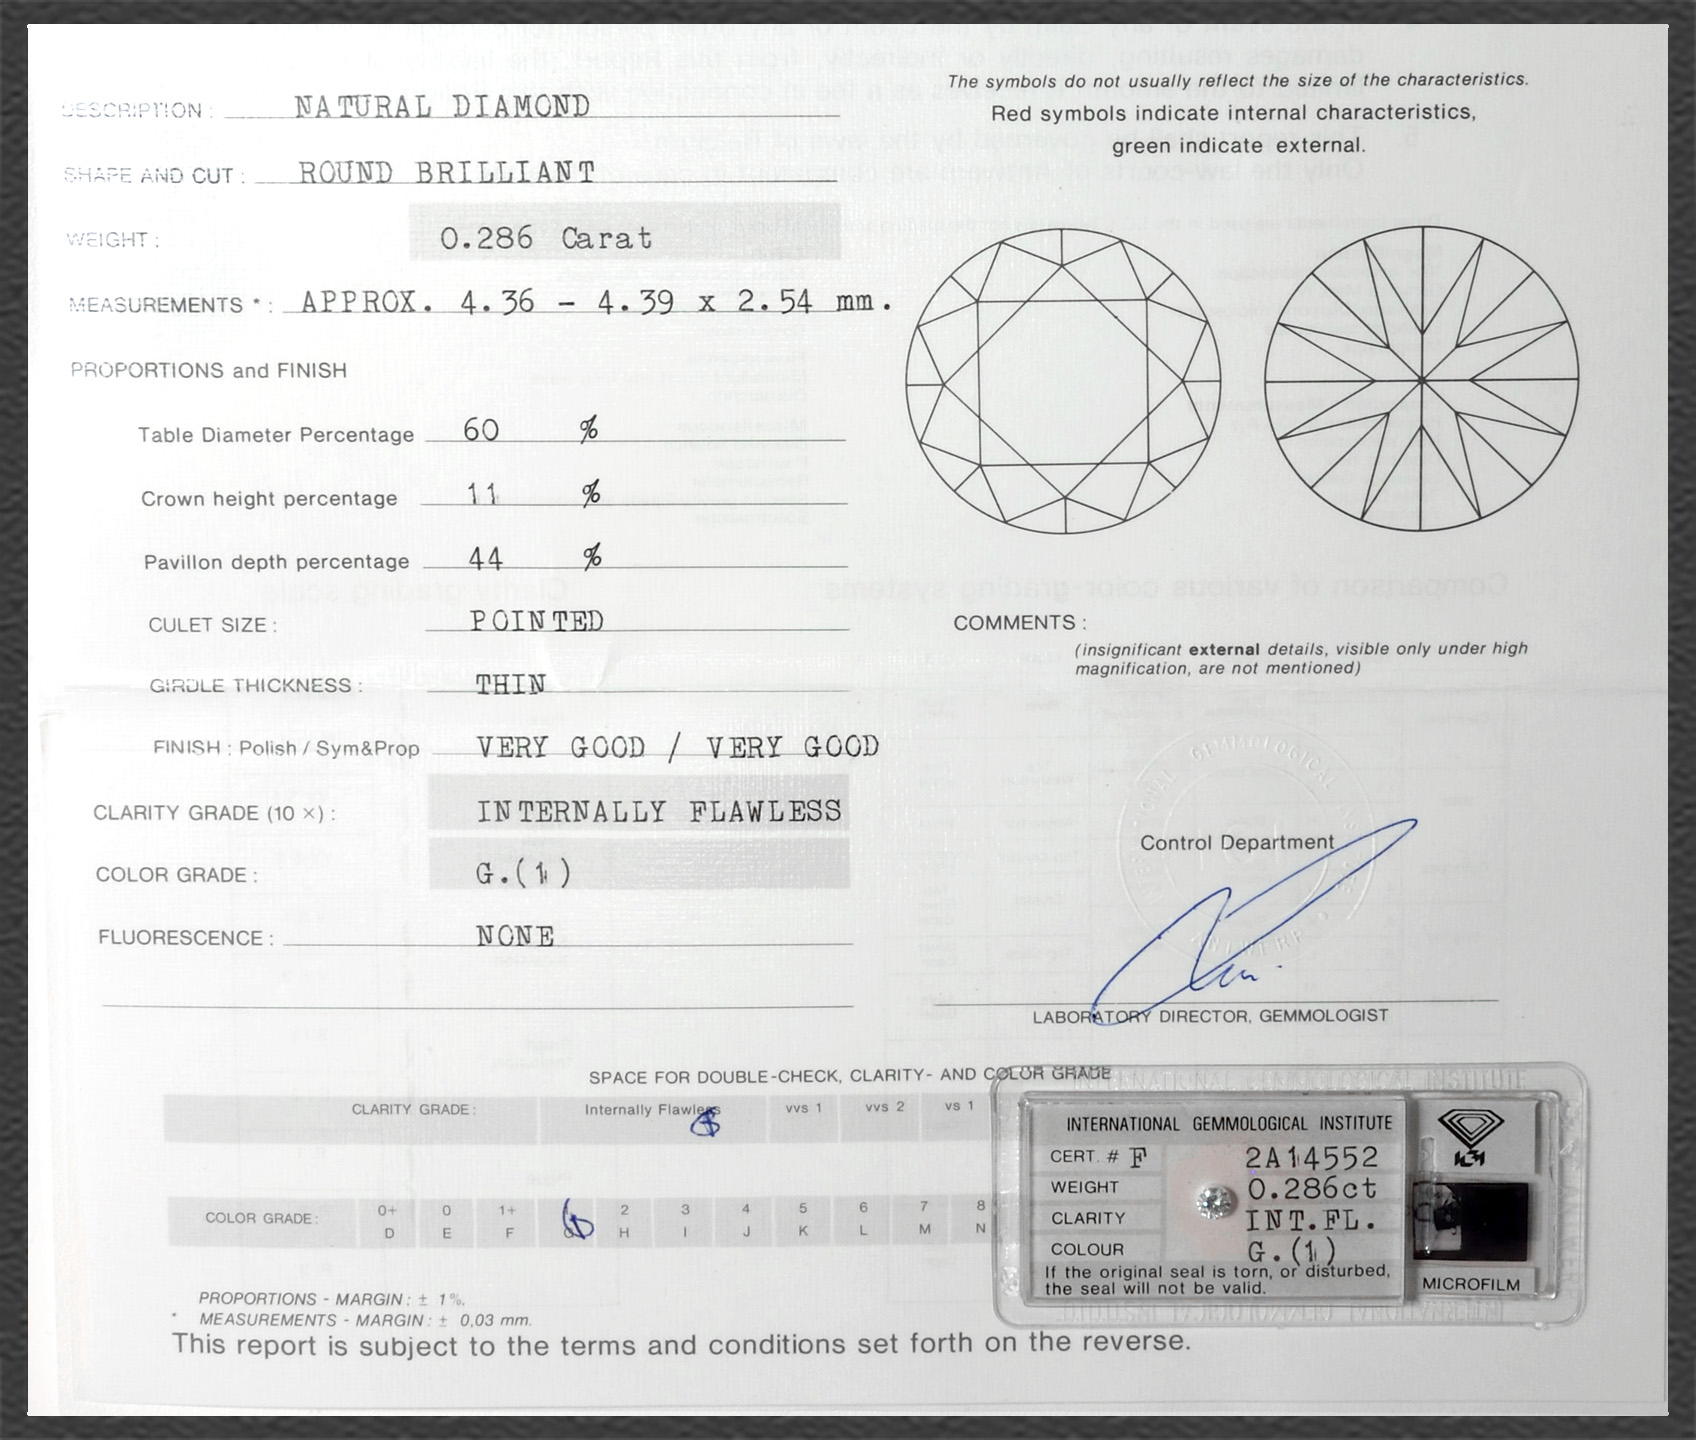 DESCRIPTION : NATURAL DIAMOND
SHAPE AND CUT : ROUND BRILLIANT
WEIGHT : 0.286 Carat
MEASUREMENTS * : APPROX. 4.36 - 4.39 x 2.54 mm.
PROPORTIONS and FINISH
Table Diameter Percentage 60 %
Crown height percentage 11 %
Pavillon depth percentage 44 %
CULET SIZE : POINTED
GIRDLE THICKNESS : THIN
FINISH : Polish / Sym&Prop VERY GOOD / VERY GOOD
CLARITY GRADE (10 ×) : INTERNALLY FLAWLESS
COLOR GRADE : G.(1)
FLUORESCENCE : NONE
The symbols do not usually reflect the size of the characteristics.
Red symbols indicate internal characteristics,
green indicate external.
COMMENTS :
(insignificant external details, visible only under high
magnification, are not mentioned)
Control Department
LABORATORY DIRECTOR, GEMMOLOGIST
SPACE FOR DOUBLE-CHECK, CLARITY- AND COLOR GRADE
CLARITY GRADE : Internally Flawless vvs 1 vvs 2 vs 1
COLOR GRADE : 0+ 0 1+ 2 3 4 5 6 7 8
D E F H I J K L M N
PROPORTIONS - MARGIN : ± 1%.
* MEASUREMENTS - MARGIN : ± 0,03 mm.
This report is subject to the terms and conditions set forth on the reverse.
INTERNATIONAL GEMMOLOGICAL INSTITUTE
INTERNATIONAL GEMMOLOGICAL INSTITUTE
CERT. # F 2A14552
WEIGHT 0.286ct
CLARITY INT.FL.
COLOUR G.(1)
If the original seal is torn, or disturbed,
the seal will not be valid.
IGI
MICROFILM